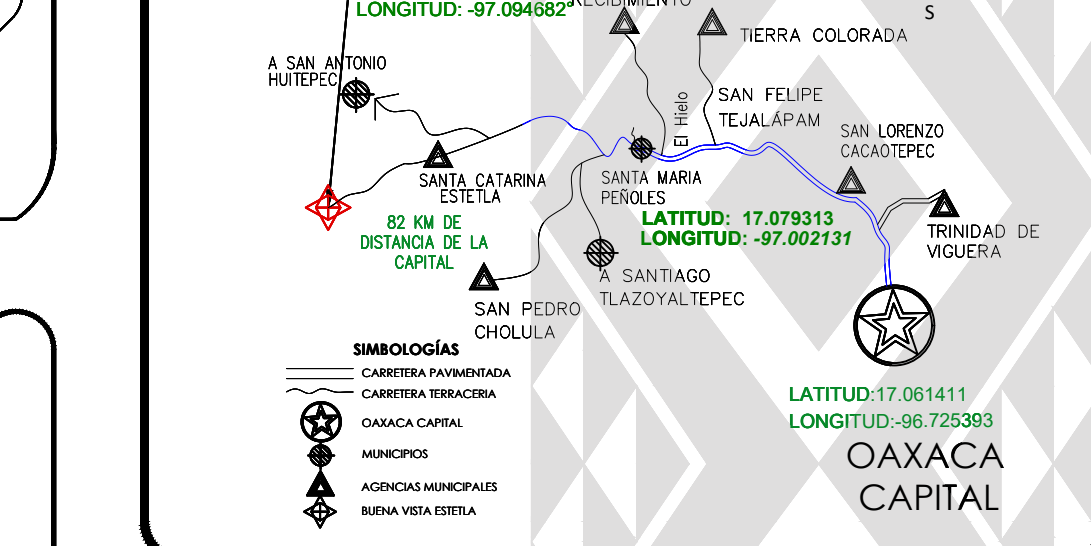 LONGITUD: -97.094682°
RECIBIMIENTO
S
TIERRA COLORADA
A SAN ANTONIO
HUITEPEC
El Hielo
SAN FELIPE
TEJALÁPAM
SAN LORENZO
CACAOTEPEC
SANTA CATARINA
ESTETLA
SANTA MARIA
PEÑOLES
LATITUD: 17.079313
LONGITUD: -97.002131
82 KM DE
DISTANCIA DE LA
CAPITAL
TRINIDAD DE
VIGUERA
A SANTIAGO
TLAZOYALTEPEC
SAN PEDRO
CHOLULA
SIMBOLOGÍAS
CARRETERA PAVIMENTADA
CARRETERA TERRACERIA
OAXACA CAPITAL
MUNICIPIOS
AGENCIAS MUNICIPALES
BUENA VISTA ESTETLA
LATITUD:17.061411
LONGITUD:-96.725393
OAXACA
CAPITAL